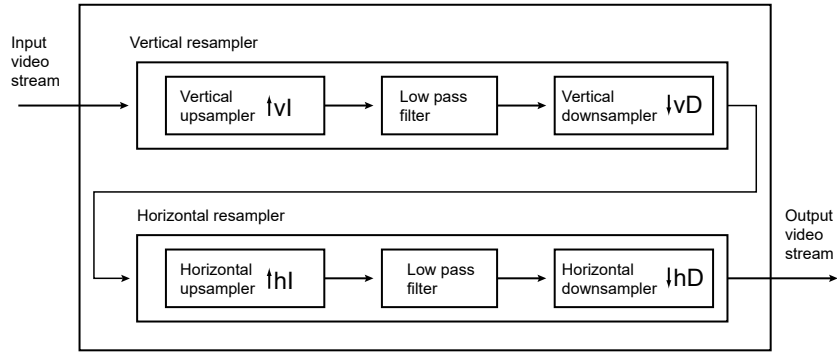 Input
video
stream
Vertical resampler
Vertical
upsampler ↑vI
Low pass
filter
Vertical
downsampler ↓vD
Horizontal resampler
Horizontal
upsampler ↑hI
Low pass
filter
Horizontal
downsampler ↓hD
Output
video
stream